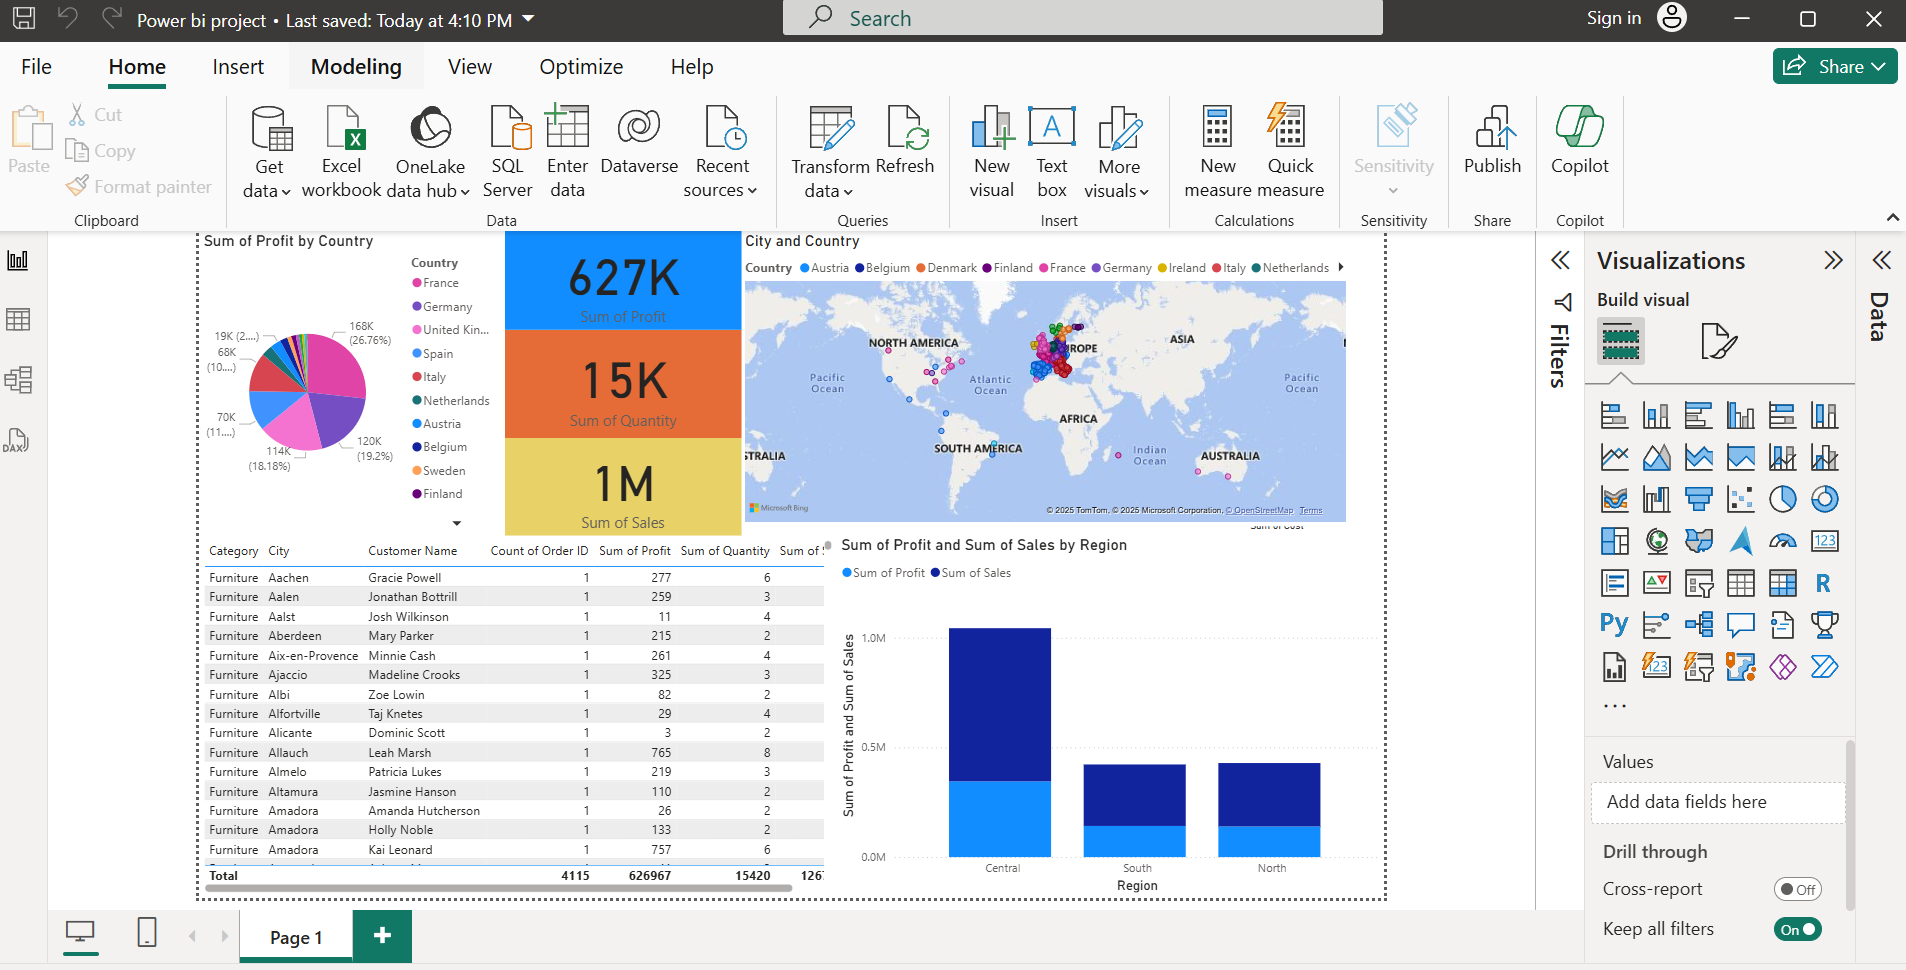 Power bi project • Last saved: Today at 4:10 PM
Search
Sign in
File
Home
Insert
Modeling
View
Optimize
Help
Share
Paste
Cut
Copy
Format painter
Clipboard
Get data
Excel workbook
OneLake data hub
SQL Server
Enter data
Dataverse
Recent sources
Data
Transform data
Refresh
Queries
New visual
Text box
More visuals
Insert
New measure
Quick measure
Calculations
Sensitivity
Sensitivity
Publish
Share
Copilot
Copilot
Sum of Profit by Country
Country
France
Germany
United Kin...
Spain
Italy
Netherlands
Austria
Belgium
Sweden
Finland
168K (26.76%)
120K (19.2%)
114K (18.18%)
70K (11....)
68K (10....)
19K (2....)
627K
Sum of Profit
15K
Sum of Quantity
1M
Sum of Sales
City and Country
Country Austria Belgium Denmark Finland France Germany Ireland Italy Netherlands
NORTH AMERICA
ASIA
Pacific Ocean
Atlantic Ocean
Pacific Ocean
AFRICA
SOUTH AMERICA
Indian Ocean
STRALIA
AUSTRALIA
Microsoft Bing
© 2025 TomTom, © 2025 Microsoft Corporation, © OpenStreetMap Terms
Category City Customer Name Count of Order ID Sum of Profit Sum of Quantity Sum of
Furniture Aachen Gracie Powell 1 277 6
Furniture Aalen Jonathan Bottrill 1 259 3
Furniture Aalst Josh Wilkinson 1 11 4
Furniture Aberdeen Mary Parker 1 215 2
Furniture Aix-en-Provence Minnie Cash 1 261 4
Furniture Ajaccio Madeline Crooks 1 325 3
Furniture Albi Zoe Lowin 1 82 2
Furniture Alfortville Taj Knetes 1 29 4
Furniture Alicante Dominic Scott 1 3 2
Furniture Allauch Leah Marsh 1 765 8
Furniture Almelo Patricia Lukes 1 219 3
Furniture Altamura Jasmine Hanson 1 110 2
Furniture Amadora Amanda Hutcherson 1 26 2
Furniture Amadora Holly Noble 1 133 2
Furniture Amadora Kai Leonard 1 757 6
Total 4115 626967 15420 126
Sum of Profit and Sum of Sales by Region
Sum of Profit Sum of Sales
Sum of Profit and Sum of Sales
1.0M
0.5M
0.0M
Central South North
Region
Filters
Visualizations
Build visual
123
R
Py
123
...
Values
Add data fields here
Drill through
Cross-report Off
Keep all filters On
Data
DAX
Page 1